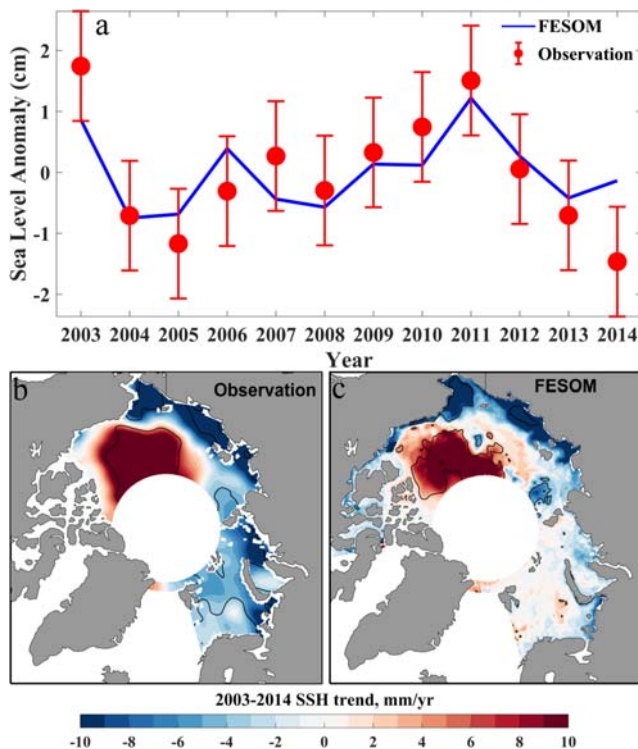 a
FESOM
Observation
Sea Level Anomaly (cm)
2
1
0
-1
-2
2003 2004 2005 2006 2007 2008 2009 2010 2011 2012 2013 2014
Year
b
Observation
c
FESOM
2003-2014 SSH trend, mm/yr
-10 -8 -6 -4 -2 0 2 4 6 8 10